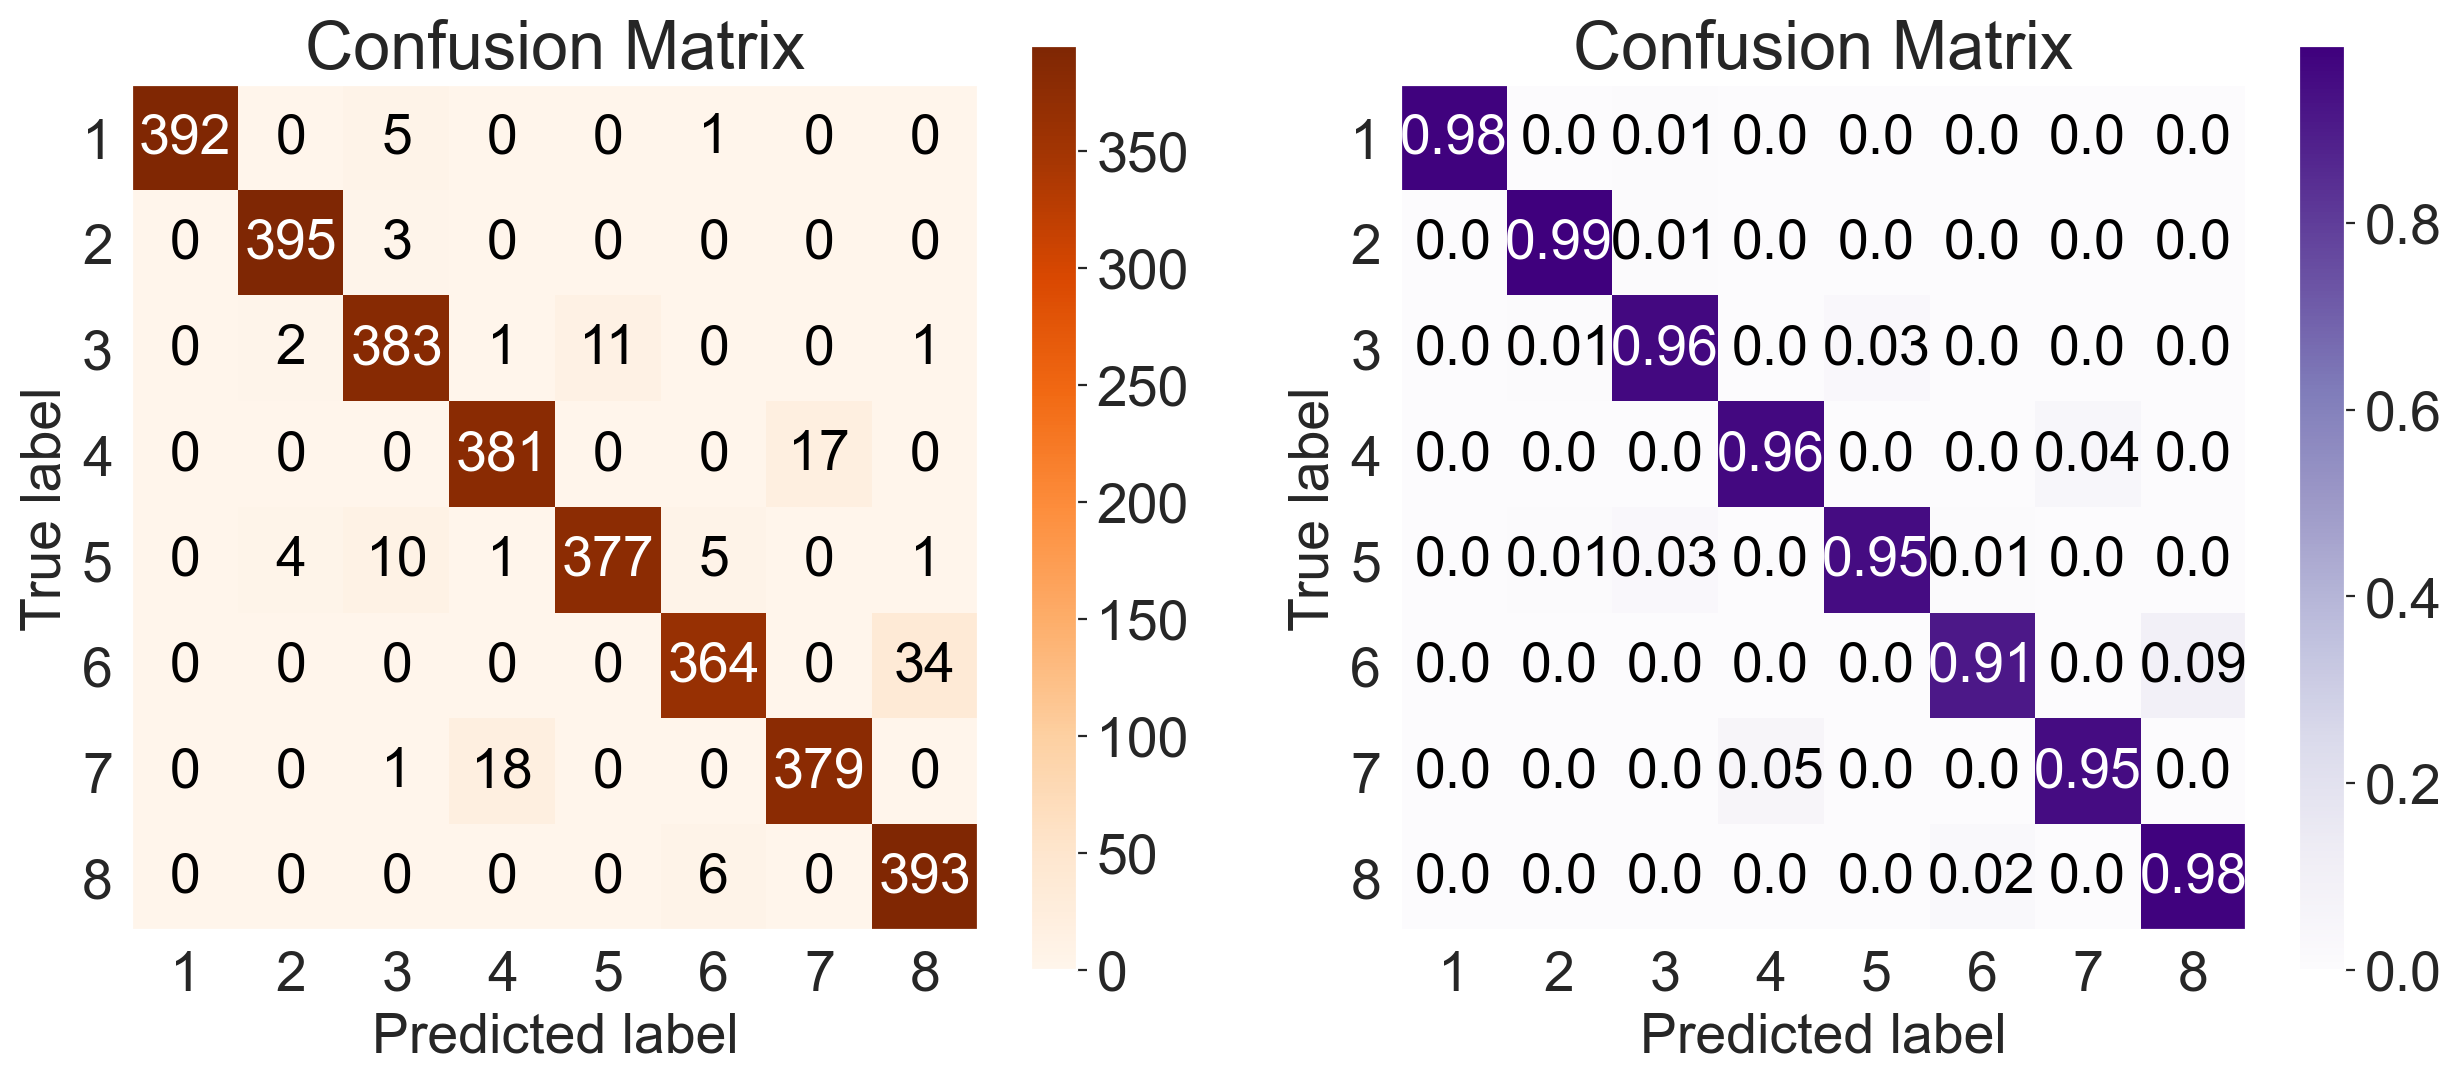 Confusion Matrix
1 392 0 5 0 0 1 0 0
2 0 395 3 0 0 0 0 0
3 0 2 383 1 11 0 0 1
4 0 0 0 381 0 0 17 0
5 0 4 10 1 377 5 0 1
6 0 0 0 0 0 364 0 34
7 0 0 1 18 0 0 379 0
8 0 0 0 0 0 6 0 393
1 2 3 4 5 6 7 8
Predicted label
True label
350
300
250
200
150
100
50
0
Confusion Matrix
1 0.98 0.0 0.01 0.0 0.0 0.0 0.0 0.0
2 0.0 0.99 0.01 0.0 0.0 0.0 0.0 0.0
3 0.0 0.01 0.96 0.0 0.03 0.0 0.0 0.0
4 0.0 0.0 0.0 0.96 0.0 0.0 0.04 0.0
5 0.0 0.01 0.03 0.0 0.95 0.01 0.0 0.0
6 0.0 0.0 0.0 0.0 0.0 0.91 0.0 0.09
7 0.0 0.0 0.0 0.05 0.0 0.0 0.95 0.0
8 0.0 0.0 0.0 0.0 0.0 0.02 0.0 0.98
1 2 3 4 5 6 7 8
Predicted label
True label
0.8
0.6
0.4
0.2
0.0